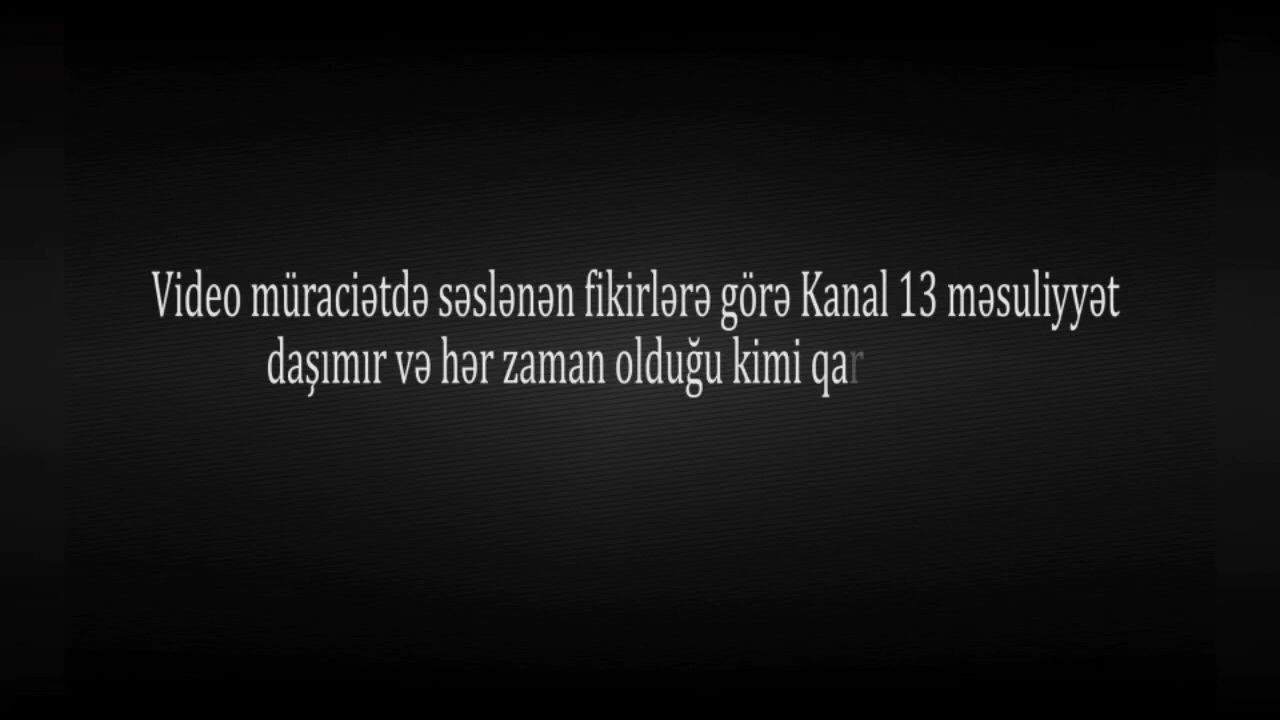 Video müraciətdə səslənən fikirlərə görə Kanal 13 məsuliyyət
daşımır və hər zaman olduğu kimi qar